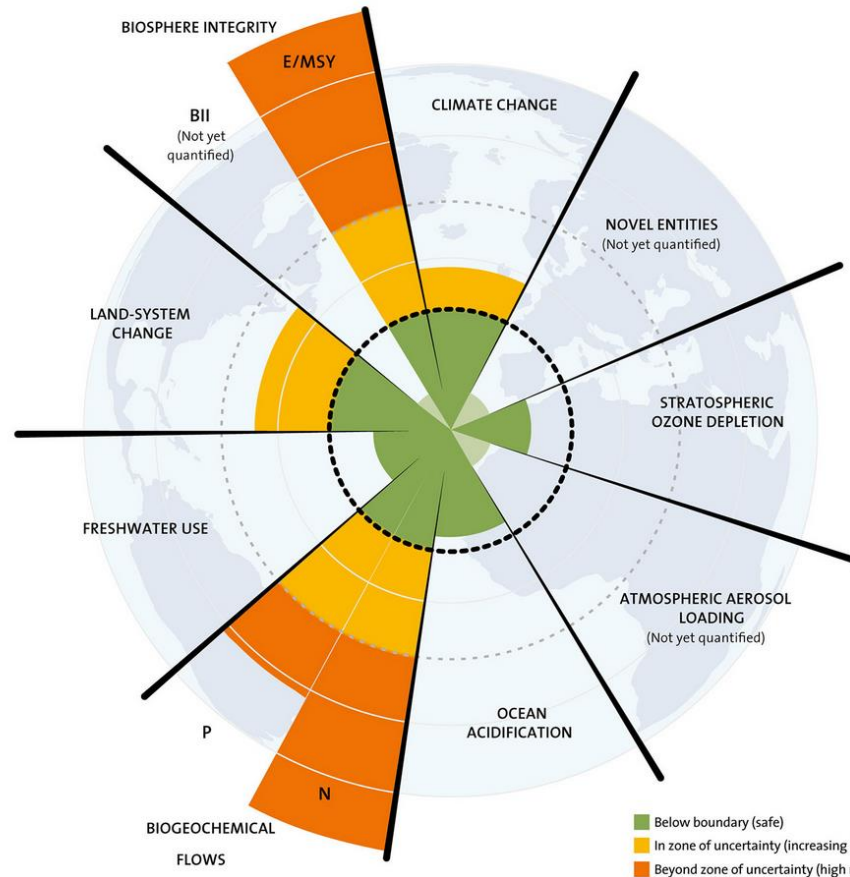 BIOSPHERE INTEGRITY
E/MSY
CLIMATE CHANGE
BII
(Not yet
quantified)
NOVEL ENTITIES
(Not yet quantified)
LAND-SYSTEM
CHANGE
STRATOSPHERIC
OZONE DEPLETION
FRESHWATER USE
ATMOSPHERIC AEROSOL
LOADING
(Not yet quantified)
OCEAN
ACIDIFICATION
P
N
BIOGEOCHEMICAL
FLOWS
Below boundary (safe)
In zone of uncertainty (increasing
Beyond zone of uncertainty (high